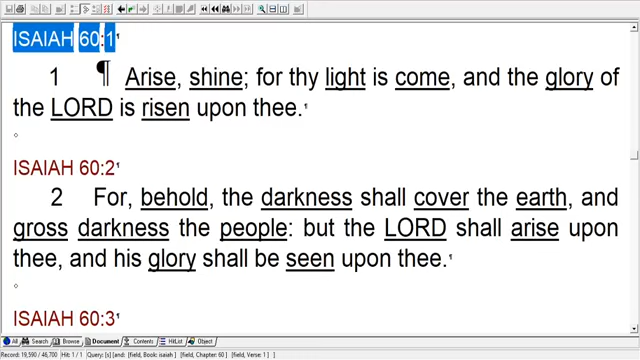 ISAIAH 60:1
1 ¶ Arise, shine; for thy light is come, and the glory of
the LORD is risen upon thee.
ISAIAH 60:2
2 For, behold, the darkness shall cover the earth, and
gross darkness the people: but the LORD shall arise upon
thee, and his glory shall be seen upon thee.
ISAIAH 60:3
All Search Browse Document Contents HitList Object
Record: 19,590 / 46,700 Hit: 1 / 1 Query: [s] [and: [field, Book: isaiah] [field, Chapter: 60] [field, Verse: 1]